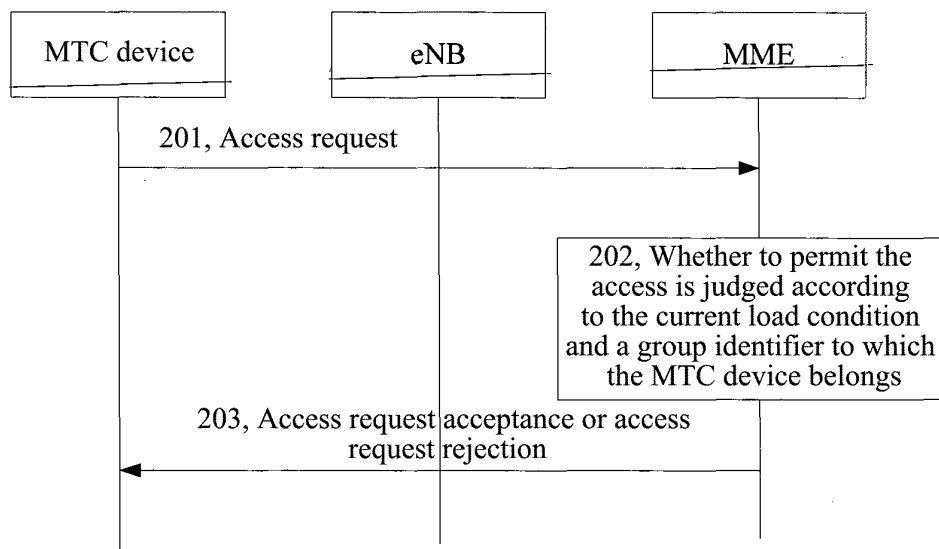 MTC device
eNB
MME
201, Access request
202, Whether to permit the
access is judged according
to the current load condition
and a group identifier to which
the MTC device belongs
203, Access request acceptance or access
request rejection